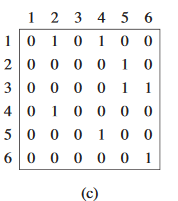 1 2 3 4 5 6
1 0 1 0 1 0 0
2 0 0 0 0 1 0
3 0 0 0 0 1 1
4 0 1 0 0 0 0
5 0 0 0 1 0 0
6 0 0 0 0 0 1
(c)